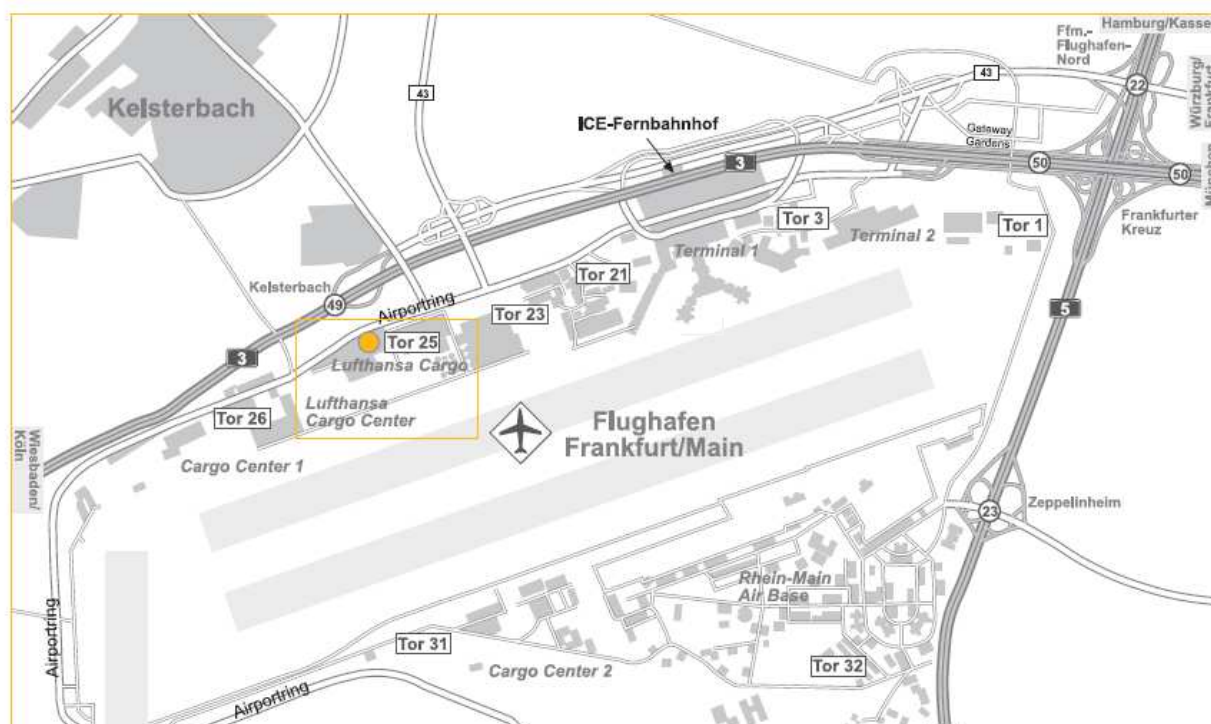 Hamburg/Kasse
Ffm.-
Flughafen-
Nord
43
22
Würzburg/
Frankfurt
Kelsterbach
43
ICE-Fernbahnhof
Gateway
Gardens
3
50
50
München
Tor 3
Tor 1
Frankfurter
Kreuz
Terminal 1
Terminal 2
Kelsterbach
49
Airportring
Tor 21
Tor 23
5
Tor 25
3
Lufthansa Cargo
Tor 26
Lufthansa
Cargo Center
Flughafen
Frankfurt/Main
Wiesbaden/
Köln
Cargo Center 1
Zeppelinheim
23
Rhein-Main
Air Base
Airportring
Tor 31
Cargo Center 2
Tor 32
Airportring